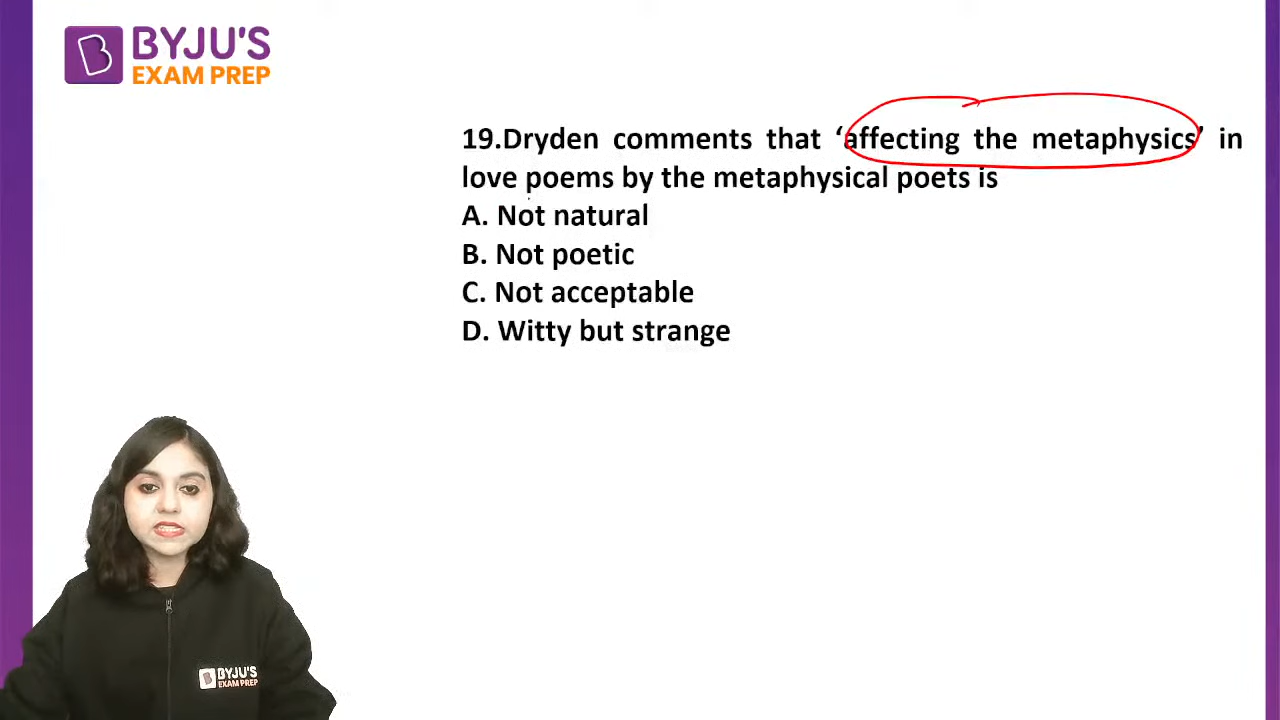 BYJU'S
EXAM PREP
19.Dryden comments that ‘affecting the metaphysics’ in
love poems by the metaphysical poets is
A. Not natural
B. Not poetic
C. Not acceptable
D. Witty but strange
BYJU'S
EXAM PREP